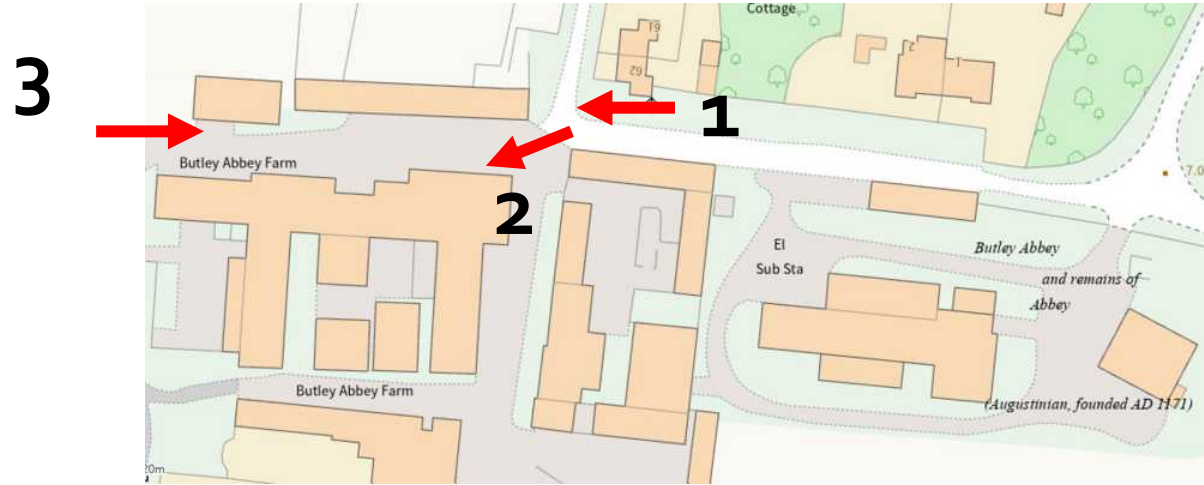 Cottage
61
62
2
1
3
1
7.0
Butley Abbey Farm
2
El
Sub Sta
Butley Abbey
and remains of
Abbey
Butley Abbey Farm
(Augustinian, founded AD 1171)
20m